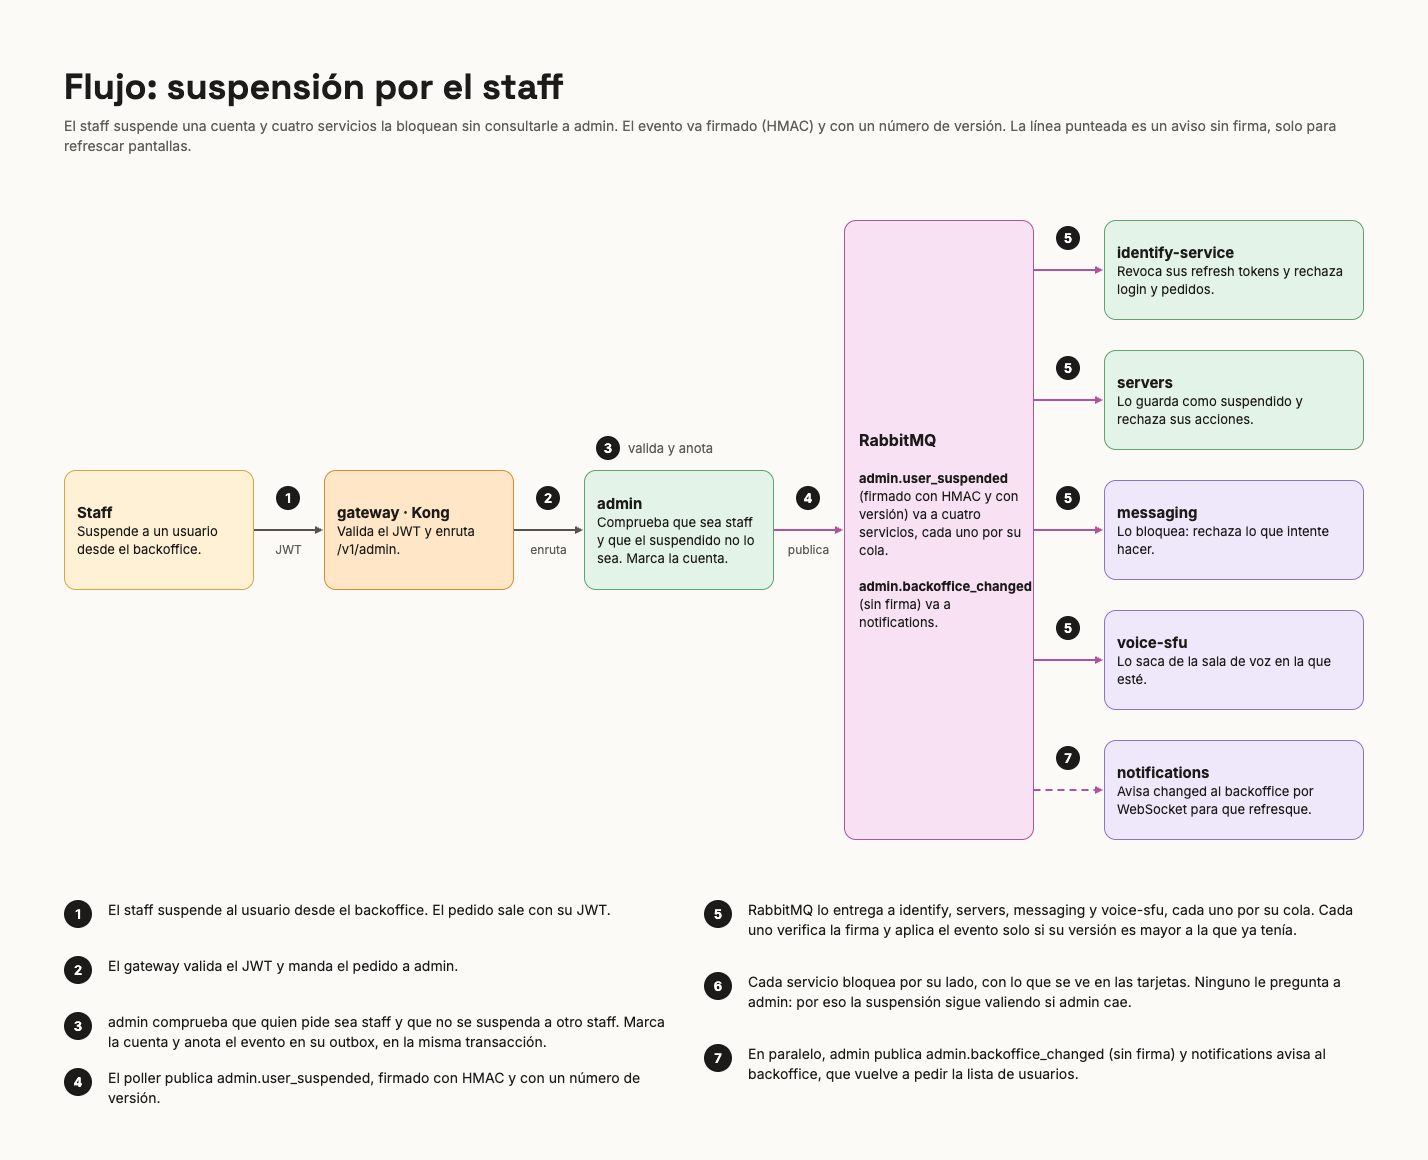 Flujo: suspensión por el staff
El staff suspende una cuenta y cuatro servicios la bloquean sin consultarle a admin. El evento va firmado (HMAC) y con un número de versión. La línea punteada es un aviso sin firma, solo para
refrescar pantallas.
Staff
Suspende a un usuario
desde el backoffice.
1
JWT
gateway · Kong
Valida el JWT y enruta
/v1/admin.
2
enruta
3 valida y anota
admin
Comprueba que sea staff
y que el suspendido no lo
sea. Marca la cuenta.
4
publica
RabbitMQ
admin.user_suspended
(firmado con HMAC y con
versión) va a cuatro
servicios, cada uno por su
cola.
admin.backoffice_changed
(sin firma) va a
notifications.
5
identify-service
Revoca sus refresh tokens y rechaza
login y pedidos.
5
servers
Lo guarda como suspendido y
rechaza sus acciones.
5
messaging
Lo bloquea: rechaza lo que intente
hacer.
5
voice-sfu
Lo saca de la sala de voz en la que
esté.
7
notifications
Avisa changed al backoffice por
WebSocket para que refresque.
1 El staff suspende al usuario desde el backoffice. El pedido sale con su JWT.
2 El gateway valida el JWT y manda el pedido a admin.
3 admin comprueba que quien pide sea staff y que no se suspenda a otro staff. Marca
la cuenta y anota el evento en su outbox, en la misma transacción.
4 El poller publica admin.user_suspended, firmado con HMAC y con un número de
versión.
5 RabbitMQ lo entrega a identify, servers, messaging y voice-sfu, cada uno por su cola. Cada
uno verifica la firma y aplica el evento solo si su versión es mayor a la que ya tenía.
6 Cada servicio bloquea por su lado, con lo que se ve en las tarjetas. Ninguno le pregunta a
admin: por eso la suspensión sigue valiendo si admin cae.
7 En paralelo, admin publica admin.backoffice_changed (sin firma) y notifications avisa al
backoffice, que vuelve a pedir la lista de usuarios.